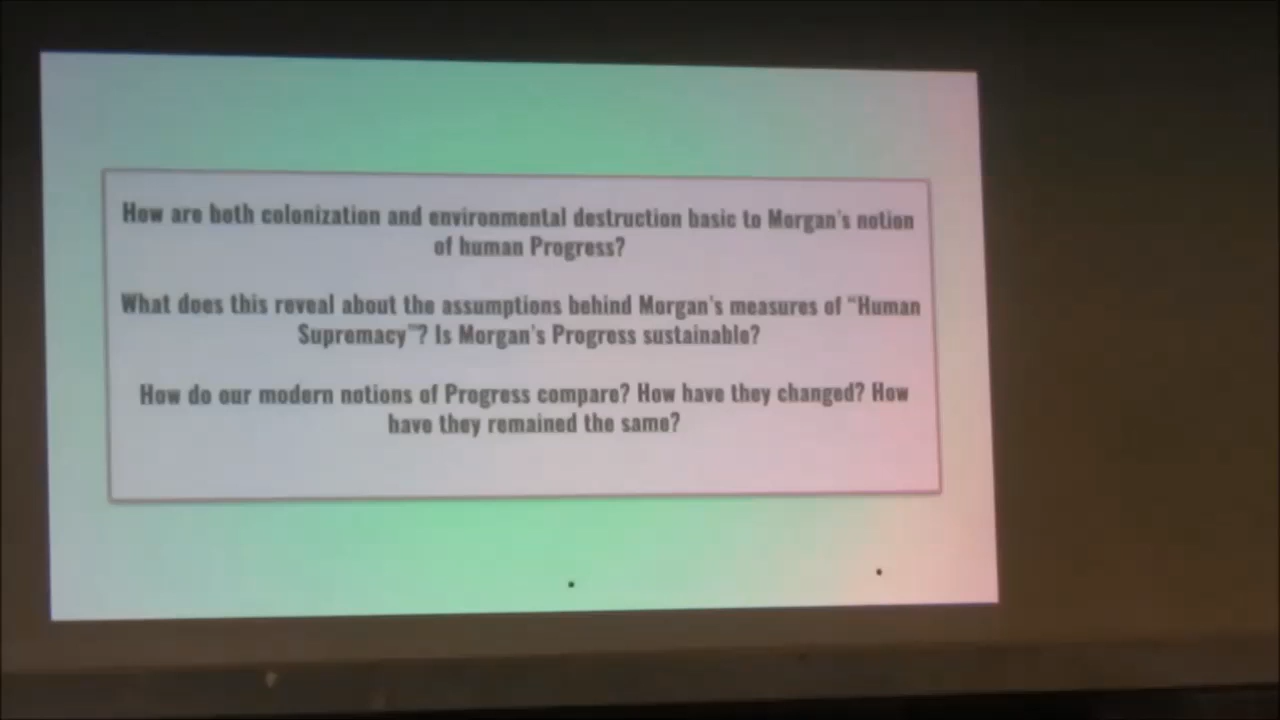 How are both colonization and environmental destruction basic to Morgan's notion
of human Progress?
What does this reveal about the assumptions behind Morgan's measures of "Human
Supremacy"? Is Morgan's Progress sustainable?
How do our modern notions of Progress compare? How have they changed? How
have they remained the same?